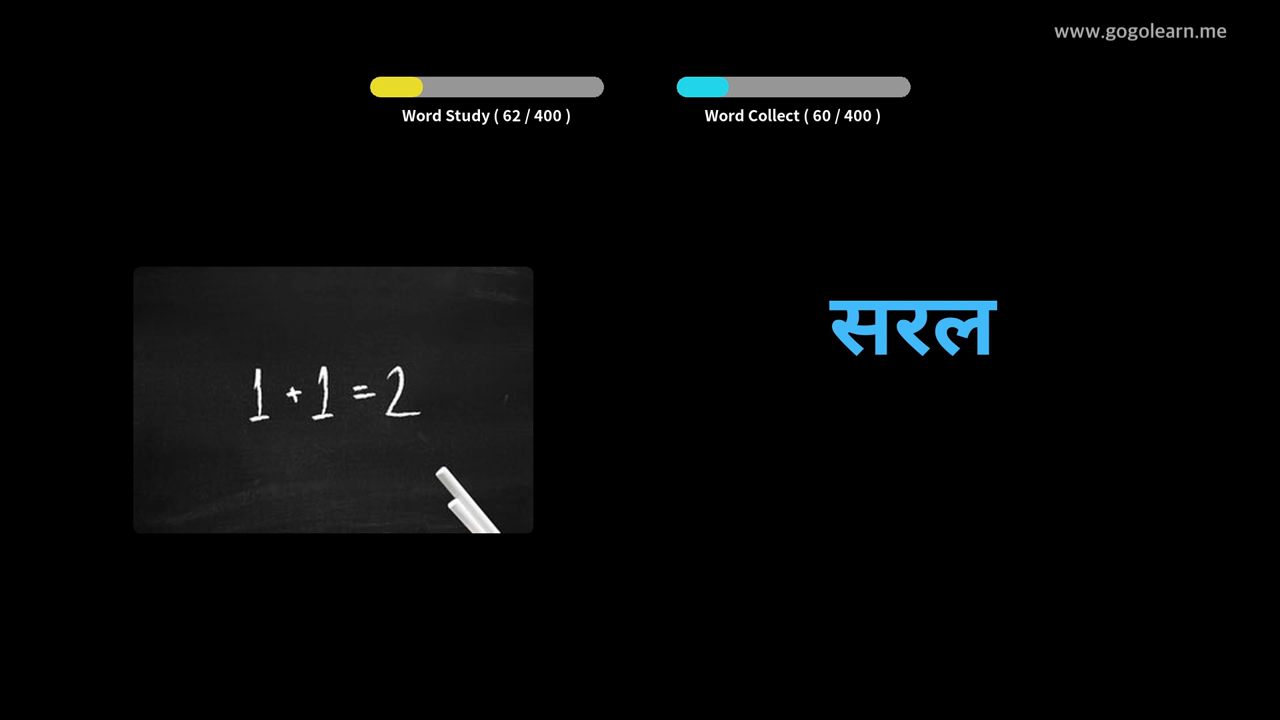 www.gogolearn.me
Word Study ( 62 / 400 )
Word Collect ( 60 / 400 )
सरल
1 + 1 = 2